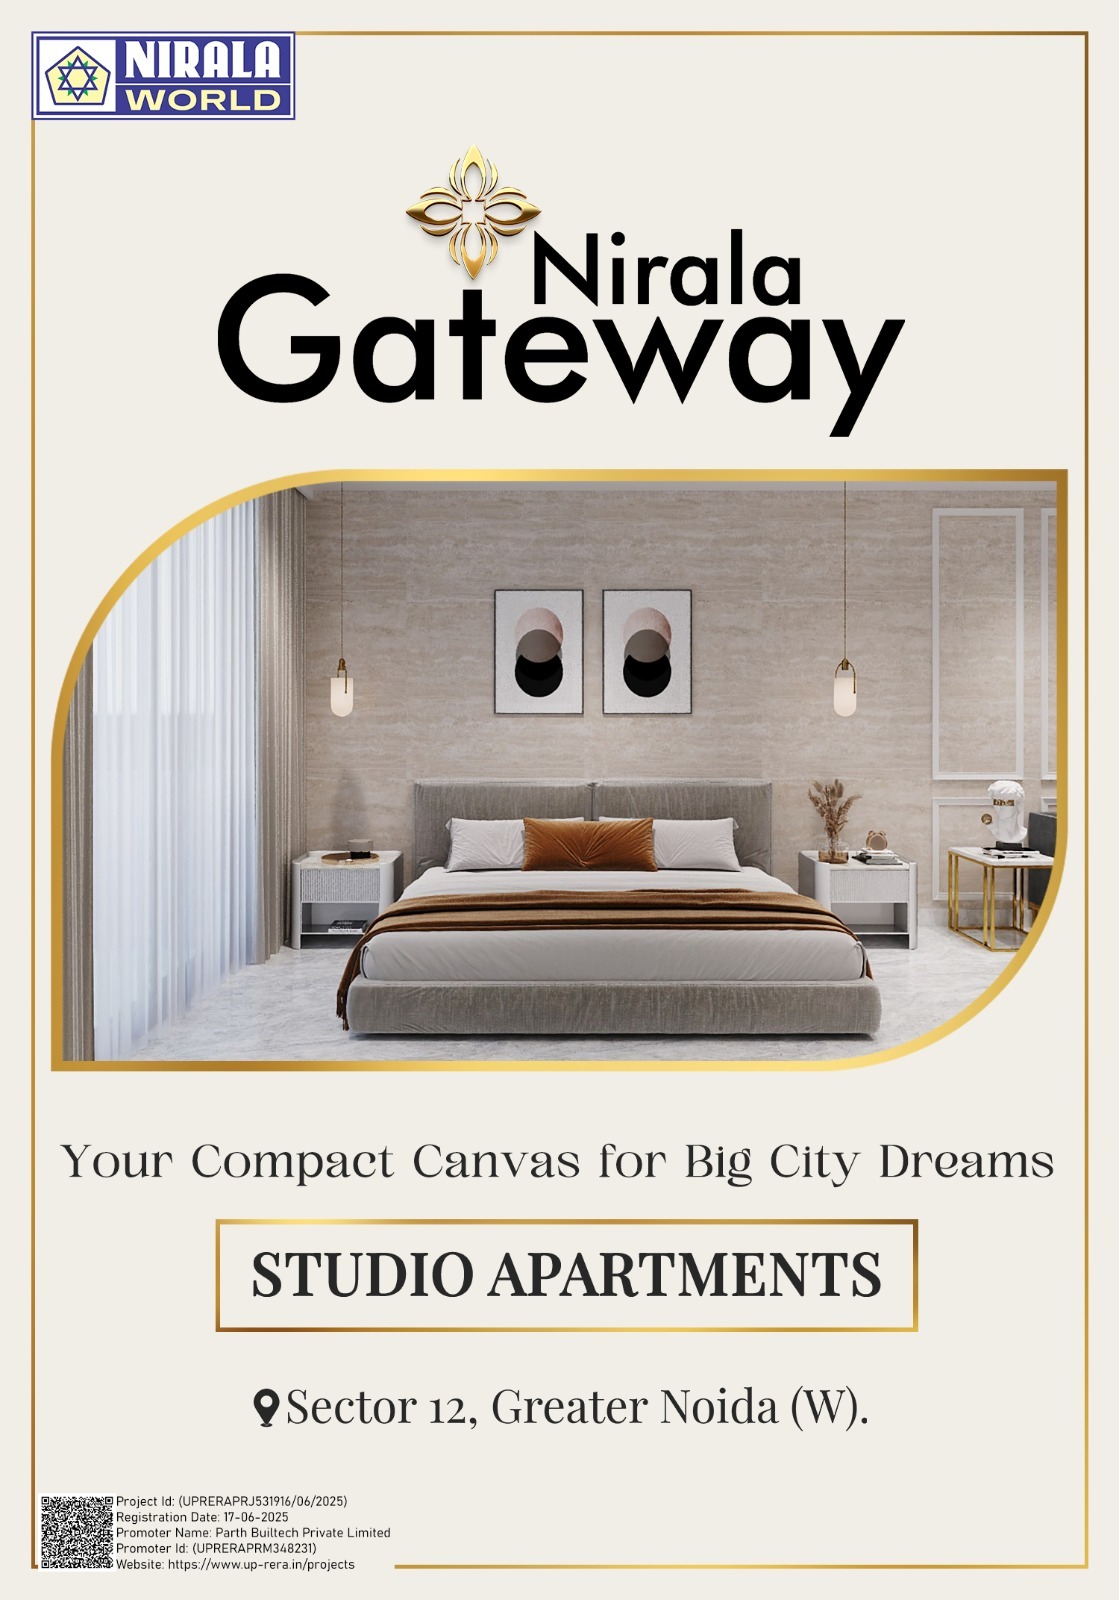 NIRALA
WORLD
Nirala
Gateway
Your Compact Canvas for Big City Dreams
STUDIO APARTMENTS
Sector 12, Greater Noida (W).
Project Id: (UPRERAPRJ531916/06/2025)
Registration Date: 17-06-2025
Promoter Name: Parth Builtech Private Limited
Promoter Id: (UPRERAPRM348231)
Website: https://www.up-rera.in/projects